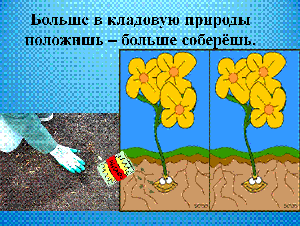 Больше в кладовую природы
положишь – больше соберёшь.